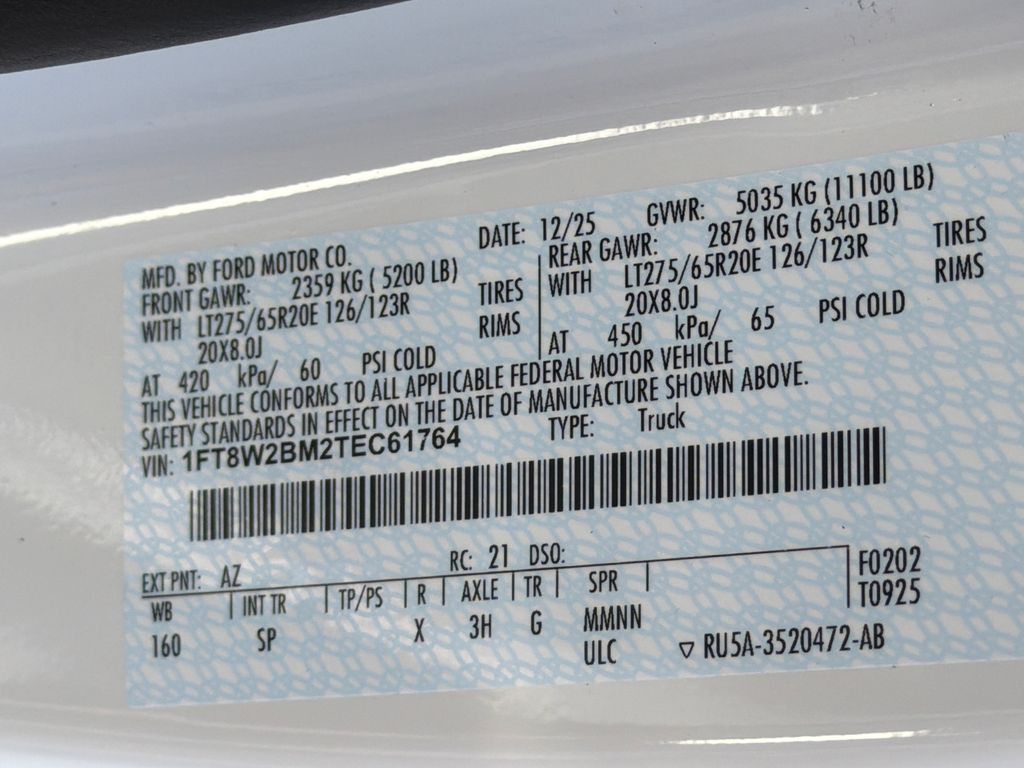 MFD. BY FORD MOTOR CO. DATE: 12/25 GVWR: 5035 KG (11100 LB)
FRONT GAWR: 2359 KG ( 5200 LB) REAR GAWR: 2876 KG ( 6340 LB)
WITH LT275/65R20E 126/123R TIRES WITH LT275/65R20E 126/123R TIRES
20X8.0J RIMS 20X8.0J RIMS
AT 420 kPa/ 60 PSI COLD AT 450 kPa/ 65 PSI COLD
THIS VEHICLE CONFORMS TO ALL APPLICABLE FEDERAL MOTOR VEHICLE
SAFETY STANDARDS IN EFFECT ON THE DATE OF MANUFACTURE SHOWN ABOVE.
VIN: 1FT8W2BM2TEC61764 TYPE: Truck
EXT PNT: AZ RC: 21 DSO: F0202
WB INT TR TP/PS R AXLE TR SPR T0925
160 SP X 3H G MMNN
ULC ▽ RU5A-3520472-AB